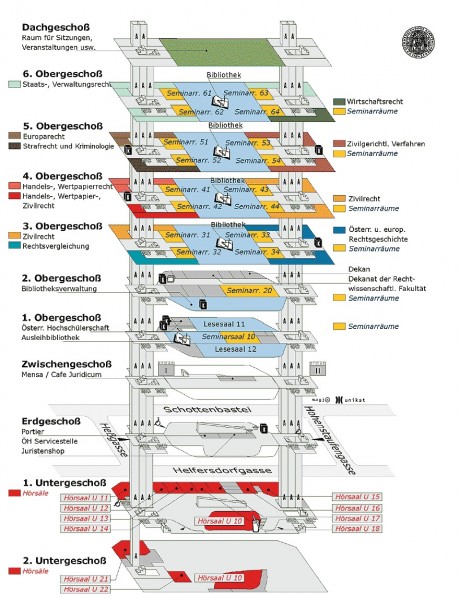 Dachgeschoß
Raum für Sitzungen,
Veranstaltungen usw.
Bibliothek
6. Obergeschoß
Staats-, Verwaltungsrecht
Seminarr. 61
Seminarr. 63
Seminarr. 62
Seminarr. 64
Wirtschaftsrecht
Seminarräume
Bibliothek
5. Obergeschoß
Europarecht
Strafrecht und Kriminologie
Seminarr. 51
Seminarr. 53
Seminarr. 52
Seminarr. 54
Zivilgerichtl. Verfahren
Seminarräume
Bibliothek
4. Obergeschoß
Handels-, Wertpapierrecht
Handels-, Wertpapier-,
Zivilrecht
Seminarr. 41
Seminarr. 43
Seminarr. 42
Seminarr. 44
Zivilrecht
Seminarräume
Bibliothek
3. Obergeschoß
Zivilrecht
Rechtsvergleichung
Seminarr. 31
Seminarr. 33
Seminarr. 32
Seminarr. 34
Österr. u. europ.
Rechtsgeschichte
Seminarräume
2. Obergeschoß
Bibliotheksverwaltung
Seminarr. 20
Dekan
Dekanat der Recht-
wissenschaftl. Fakultät
Seminarräume
1. Obergeschoß
Österr. Hochschülerschaft
Ausleihbibliothek
Lesesaal 11
Seminarsaal 10
Lesesaal 12
Seminarräume
Zwischengeschoß
Mensa / Cafe Juridicum
unikat
Schottenbastei
Erdgeschoß
Portier
ÖH Servicestelle
Juristenshop
Heßgasse
Hohenstaufengasse
Helfersdorfgasse
1. Untergeschoß
Hörsäle
Hörsaal U 11
Hörsaal U 12
Hörsaal U 13
Hörsaal U 14
Hörsaal U 10
Hörsaal U 15
Hörsaal U 16
Hörsaal U 17
Hörsaal U 18
2. Untergeschoß
Hörsäle
Hörsaal U 21
Hörsaal U 22
Hörsaal U 10